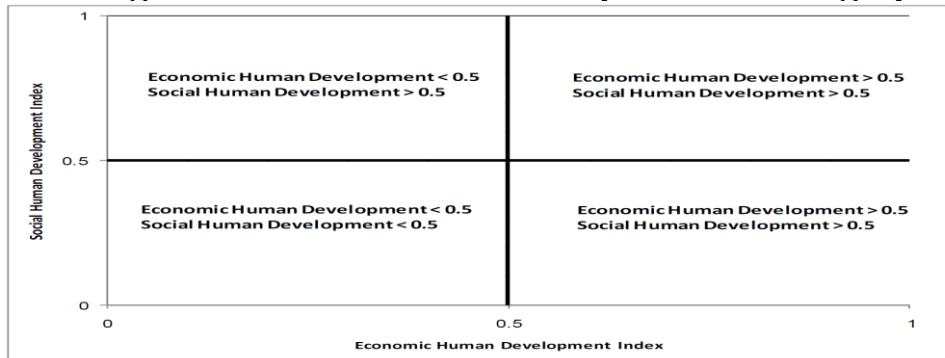 1
Economic Human Development < 0.5
Social Human Development > 0.5
Economic Human Development > 0.5
Social Human Development > 0.5
Social Human Development Index
0.5
Economic Human Development < 0.5
Social Human Development < 0.5
Economic Human Development > 0.5
Social Human Development > 0.5
0
0
0.5
1
Economic Human Development Index